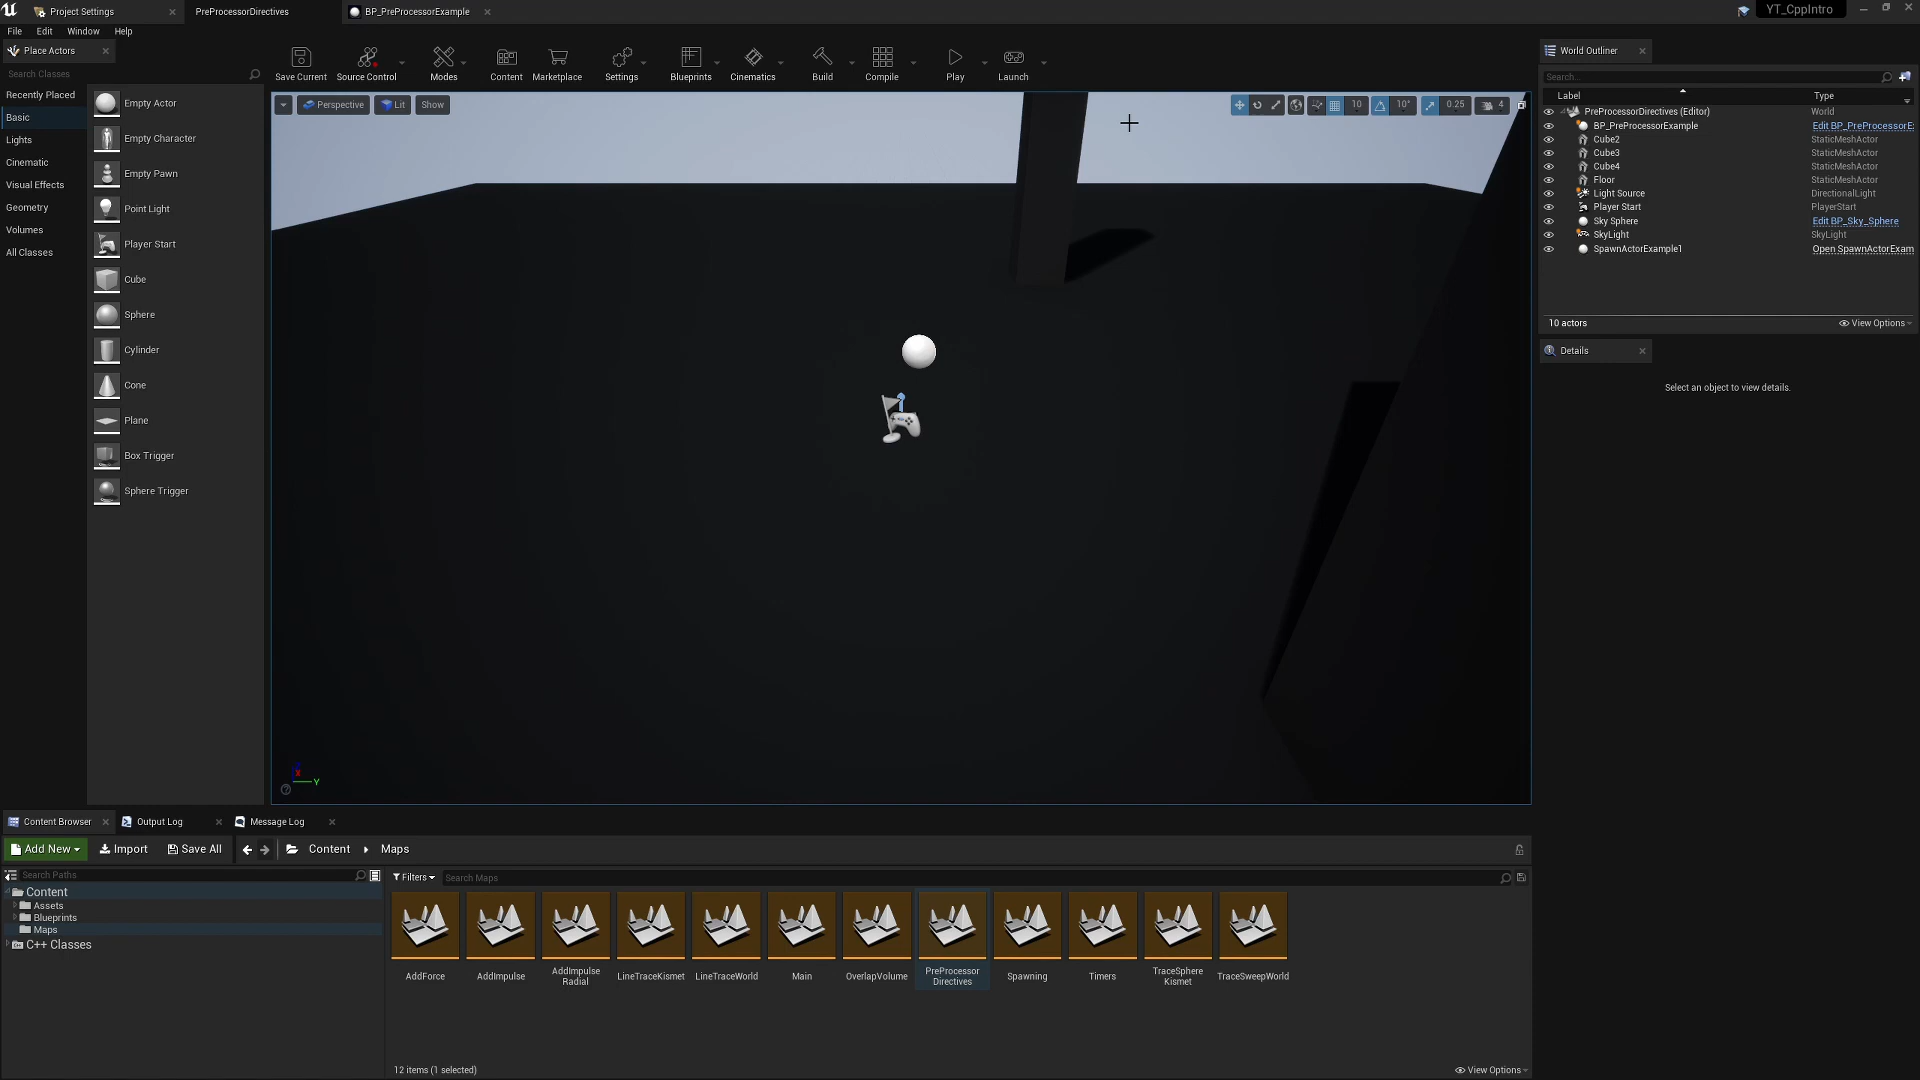 Project Settings
PreProcessorDirectives
BP_PreProcessorExample
YT_CppIntro
File
Edit
Window
Help
Place Actors
Search Classes
Recently Placed
Basic
Lights
Cinematic
Visual Effects
Geometry
Volumes
All Classes
Empty Actor
Empty Character
Empty Pawn
Point Light
Player Start
Cube
Sphere
Cylinder
Cone
Plane
Box Trigger
Sphere Trigger
Save Current
Source Control
Modes
Content
Marketplace
Settings
Blueprints
Cinematics
Build
Compile
Play
Launch
Perspective
Lit
Show
10
10°
0.25
4
X
Y
World Outliner
Search...
Label
Type
PreProcessorDirectives (Editor)
World
BP_PreProcessorExample
Edit BP_PreProcessorE
Cube2
StaticMeshActor
Cube3
StaticMeshActor
Cube4
StaticMeshActor
Floor
StaticMeshActor
Light Source
DirectionalLight
Player Start
PlayerStart
Sky Sphere
Edit BP_Sky_Sphere
SkyLight
SkyLight
SpawnActorExample1
Open SpawnActorExam
10 actors
View Options
Details
Select an object to view details.
Content Browser
Output Log
Message Log
Add New
Import
Save All
Content
Maps
Search Paths
Filters
Search Maps
Content
Assets
Blueprints
Maps
C++ Classes
AddForce
AddImpulse
AddImpulse
Radial
LineTraceKismet
LineTraceWorld
Main
OverlapVolume
PreProcessor
Directives
Spawning
Timers
TraceSphere
Kismet
TraceSweepWorld
12 items (1 selected)
View Options